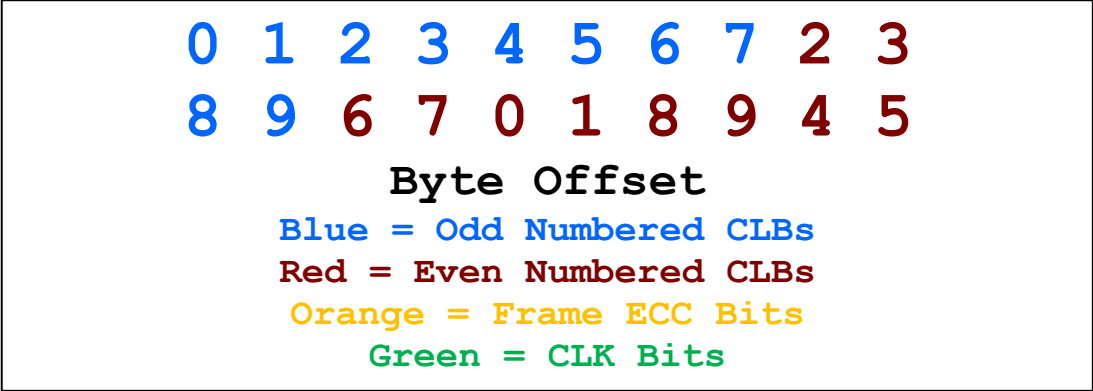 0 1 2 3 4 5 6 7 2 3
8 9 6 7 0 1 8 9 4 5
Byte Offset
Blue = Odd Numbered CLBs
Red = Even Numbered CLBs
Orange = Frame ECC Bits
Green = CLK Bits